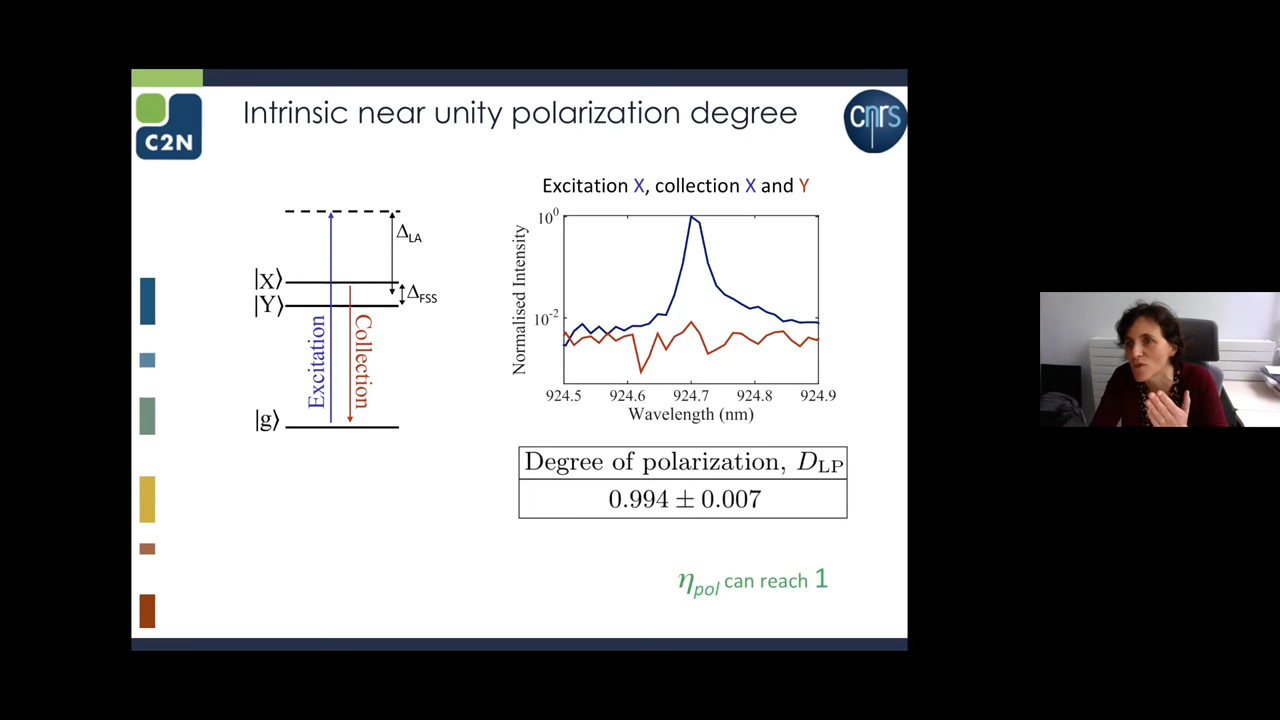 Intrinsic near unity polarization degree
C2N
cnrs
Excitation X, collection X and Y
Δ_LA
|X⟩
|Y⟩
Δ_FSS
Excitation
Collection
|g⟩
Normalised Intensity
10^0
10^-2
924.5 924.6 924.7 924.8 924.9
Wavelength (nm)
Degree of polarization, D_LP
0.994 ± 0.007
η_pol can reach 1